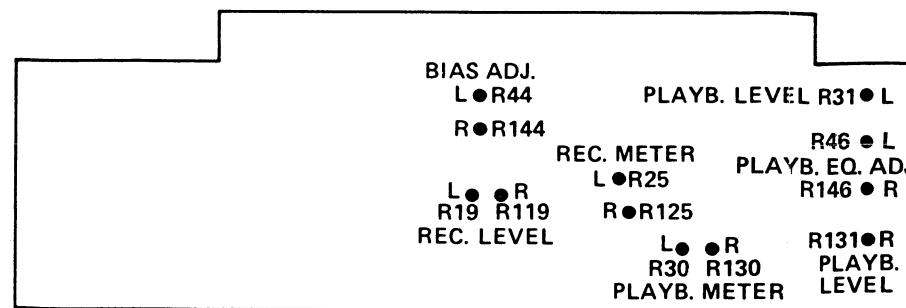 BIAS ADJ.
L R44
PLAYB. LEVEL R31 L
R R144
R46 L
REC. METER
PLAYB. EQ. ADJ.
L R25
R146 R
L R
R19 R119
R R125
REC. LEVEL
L R
R131 R
R30 R130
PLAYB.
LEVEL
PLAYB. METER